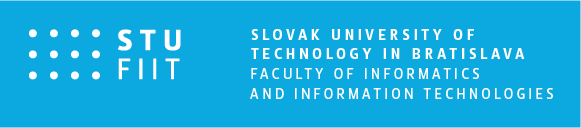 STU
FIIT
SLOVAK UNIVERSITY OF
TECHNOLOGY IN BRATISLAVA
FACULTY OF INFORMATICS
AND INFORMATION TECHNOLOGIES